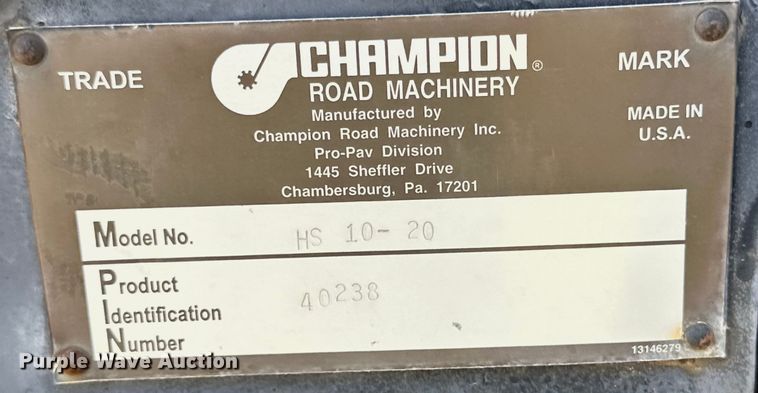 TRADE
CHAMPION®
MARK
ROAD MACHINERY
Manufactured by
Champion Road Machinery Inc.
Pro-Pav Division
1445 Sheffler Drive
Chambersburg, Pa. 17201
MADE IN
U.S.A.
Model No. HS 10-20
Product
Identification
Number
40238
13146279
Purple Wave Auction